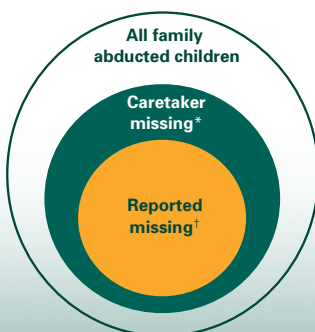 All family
abducted children
Caretaker
missing*
Reported
missing†